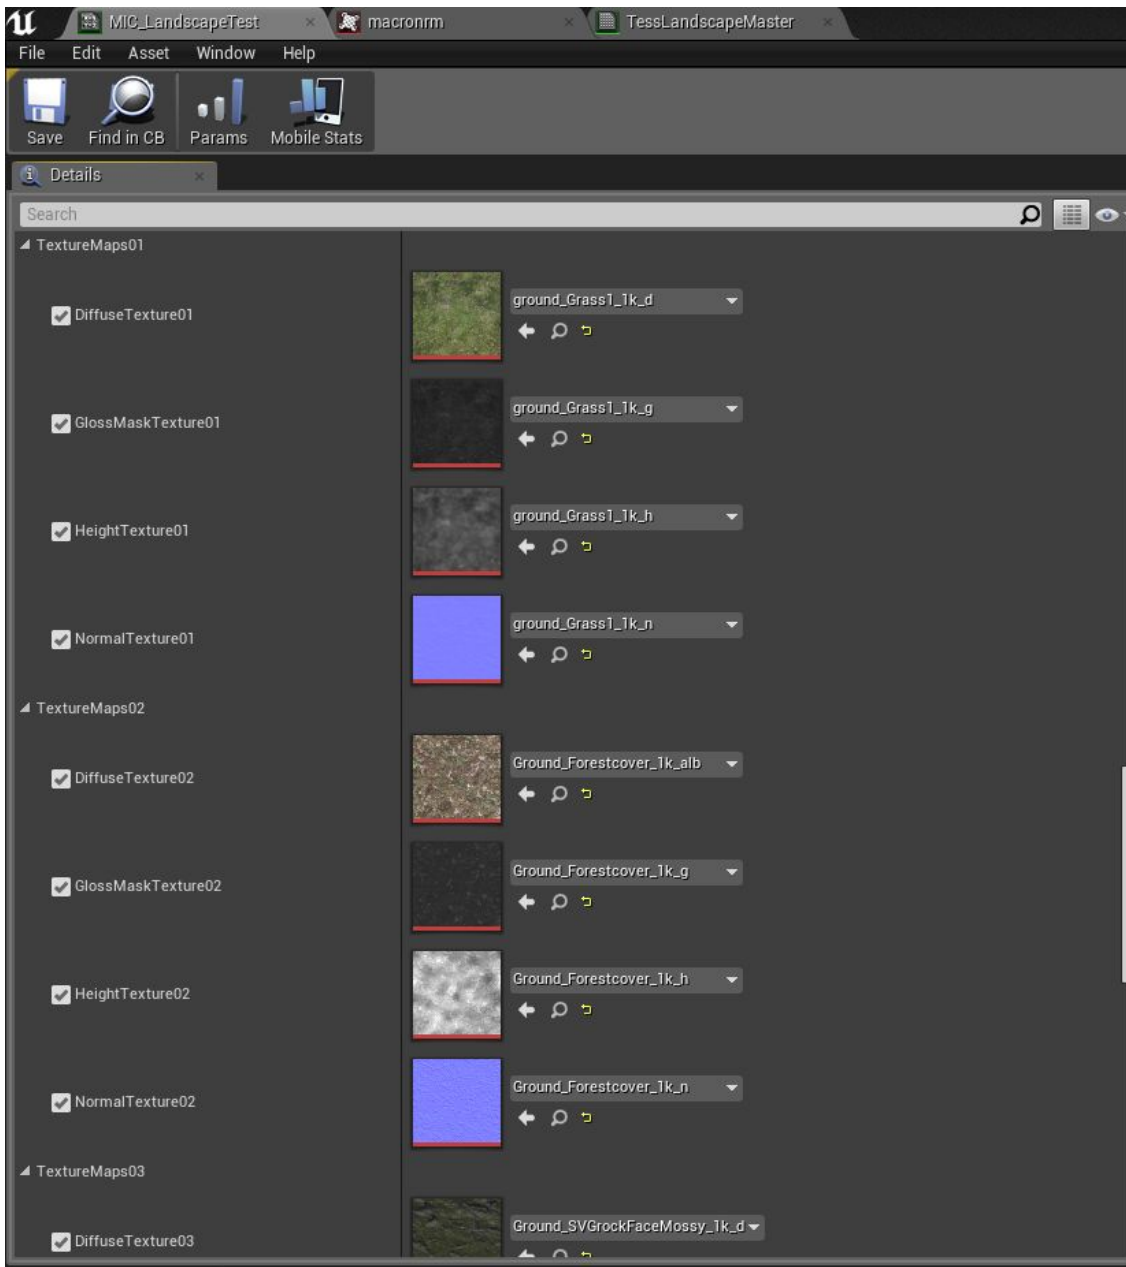 MIC_LandscapeTest macronrm TessLandscapeMaster
File Edit Asset Window Help
Save Find in CB Params Mobile Stats
Details
Search
TextureMaps01
DiffuseTexture01
ground_Grass1_1k_d
GlossMaskTexture01
ground_Grass1_1k_g
HeightTexture01
ground_Grass1_1k_h
NormalTexture01
ground_Grass1_1k_n
TextureMaps02
DiffuseTexture02
Ground_Forestcover_1k_alb
GlossMaskTexture02
Ground_Forestcover_1k_g
HeightTexture02
Ground_Forestcover_1k_h
NormalTexture02
Ground_Forestcover_1k_n
TextureMaps03
DiffuseTexture03
Ground_SVGrockFaceMossy_1k_d